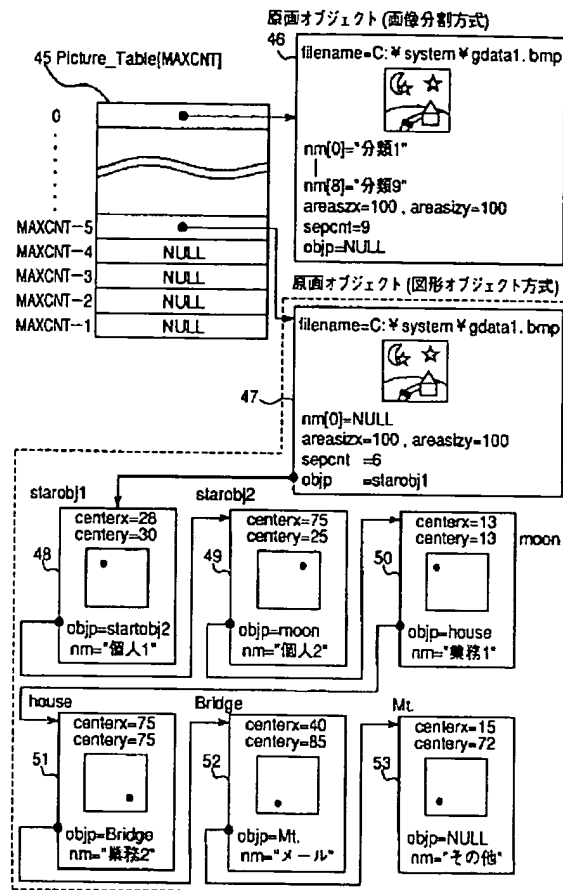 原画オブジェクト(画像分割方式)
46
filename=C:¥system¥gdata1.bmp
nm[0]="分類1"
nm[8]="分類9"
areaszx=100 , areasizy=100
sepcnt=9
objp=NULL
45 Picture_Table[MAXCNT]
0
MAXCNT-5
MAXCNT-4 NULL
MAXCNT-3 NULL
MAXCNT-2 NULL
MAXCNT-1 NULL
原画オブジェクト(図形オブジェクト方式)
47
filename=C:¥system¥gdata1.bmp
nm[0]=NULL
areasizx=100 , areasizy=100
sepcnt =6
objp =starobj1
starobj1
48
centerx=28
centery=30
objp=startobj2
nm="個人1"
starobj2
49
centerx=75
centery=25
objp=moon
nm="個人2"
moon
50
centerx=13
centery=13
objp=house
nm="業務1"
house
51
centerx=75
centery=75
objp=Bridge
nm="業務2"
Bridge
52
centerx=40
centery=85
objp=Mt.
nm="メール"
Mt.
53
centerx=15
centery=72
objp=NULL
nm="その他"